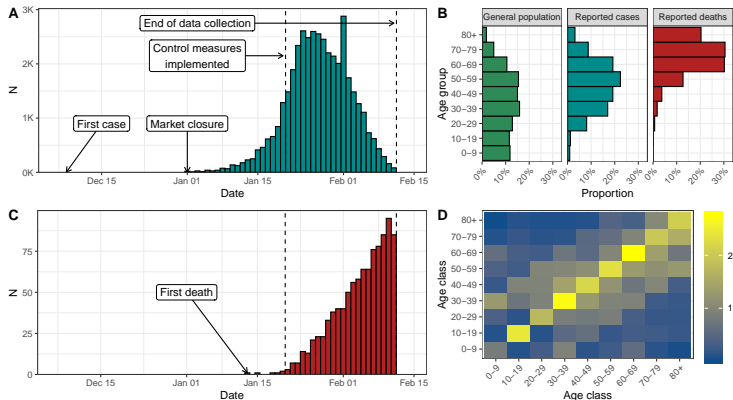 A
3K
2K
1K
0K
N
End of data collection
Control measures
implemented
First case
Market closure
Dec 15
Jan 01
Jan 15
Feb 01
Feb 15
Date
B
General population
Reported cases
Reported deaths
80+
70–79
60–69
50–59
40–49
30–39
20–29
10–19
0–9
Age group
0%
10%
20%
30%
0%
10%
20%
30%
0%
10%
20%
30%
Proportion
C
75
50
25
0
N
First death
Dec 15
Jan 01
Jan 15
Feb 01
Feb 15
Date
D
80+
70–79
60–69
50–59
40–49
30–39
20–29
10–19
0–9
Age class
0–9
10–19
20–29
30–39
40–49
50–59
60–69
70–79
80+
Age class
2
1
0